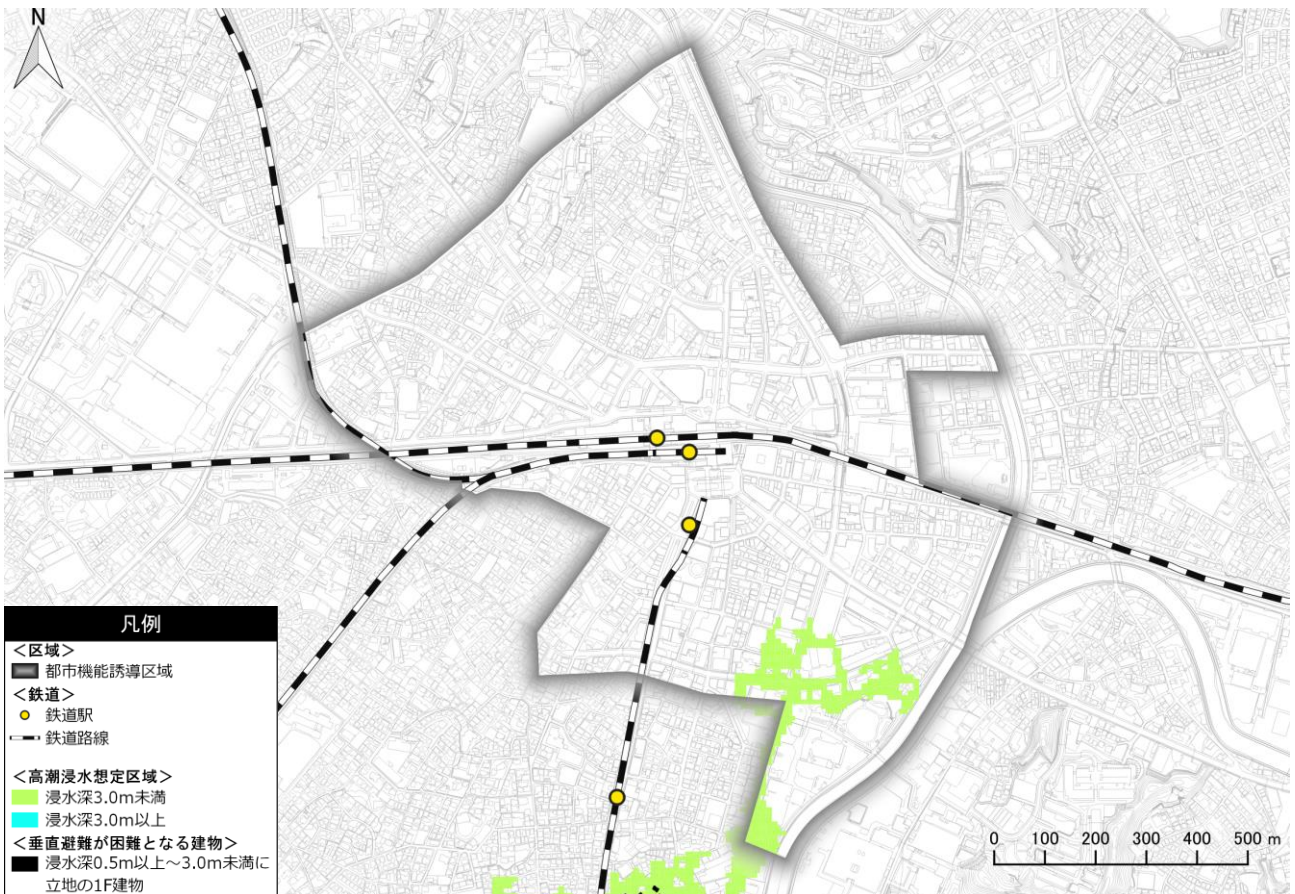 N
凡例
＜区域＞
都市機能誘導区域
＜鉄道＞
鉄道駅
鉄道路線
＜高潮浸水想定区域＞
浸水深3.0m未満
浸水深3.0m以上
＜垂直避難が困難となる建物＞
浸水深0.5m以上～3.0m未満に
立地の1F建物
0 100 200 300 400 500 m